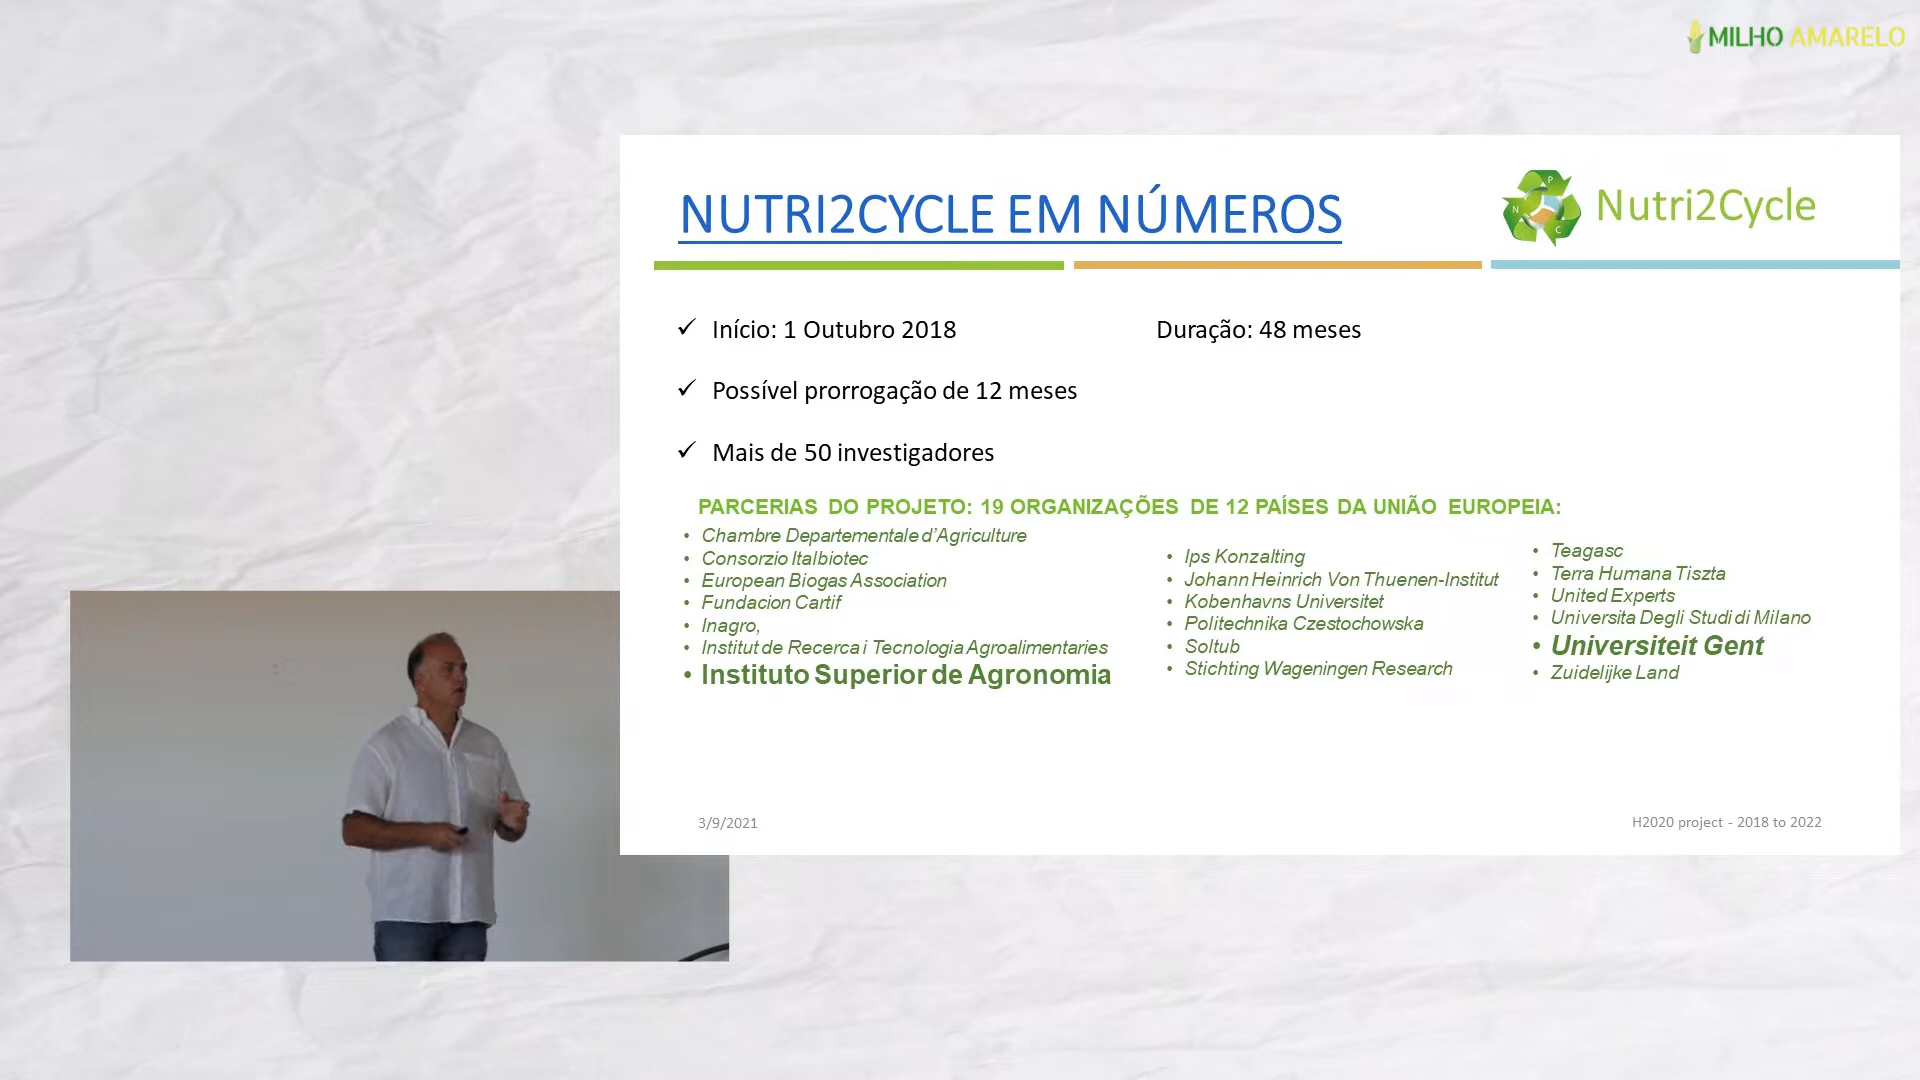 MILHO AMARELO
NUTRI2CYCLE EM NÚMEROS
Nutri2Cycle
P
N
C
Início: 1 Outubro 2018
Duração: 48 meses
Possível prorrogação de 12 meses
Mais de 50 investigadores
PARCERIAS DO PROJETO: 19 ORGANIZAÇÕES DE 12 PAÍSES DA UNIÃO EUROPEIA:
• Chambre Departementale d’Agriculture
• Consorzio Italbiotec
• European Biogas Association
• Fundacion Cartif
• Inagro,
• Institut de Recerca i Tecnologia Agroalimentaries
• Instituto Superior de Agronomia
• Ips Konzalting
• Johann Heinrich Von Thuenen-Institut
• Kobenhavns Universitet
• Politechnika Czestochowska
• Soltub
• Stichting Wageningen Research
• Teagasc
• Terra Humana Tiszta
• United Experts
• Universita Degli Studi di Milano
• Universiteit Gent
• Zuidelijke Land
3/9/2021
H2020 project - 2018 to 2022